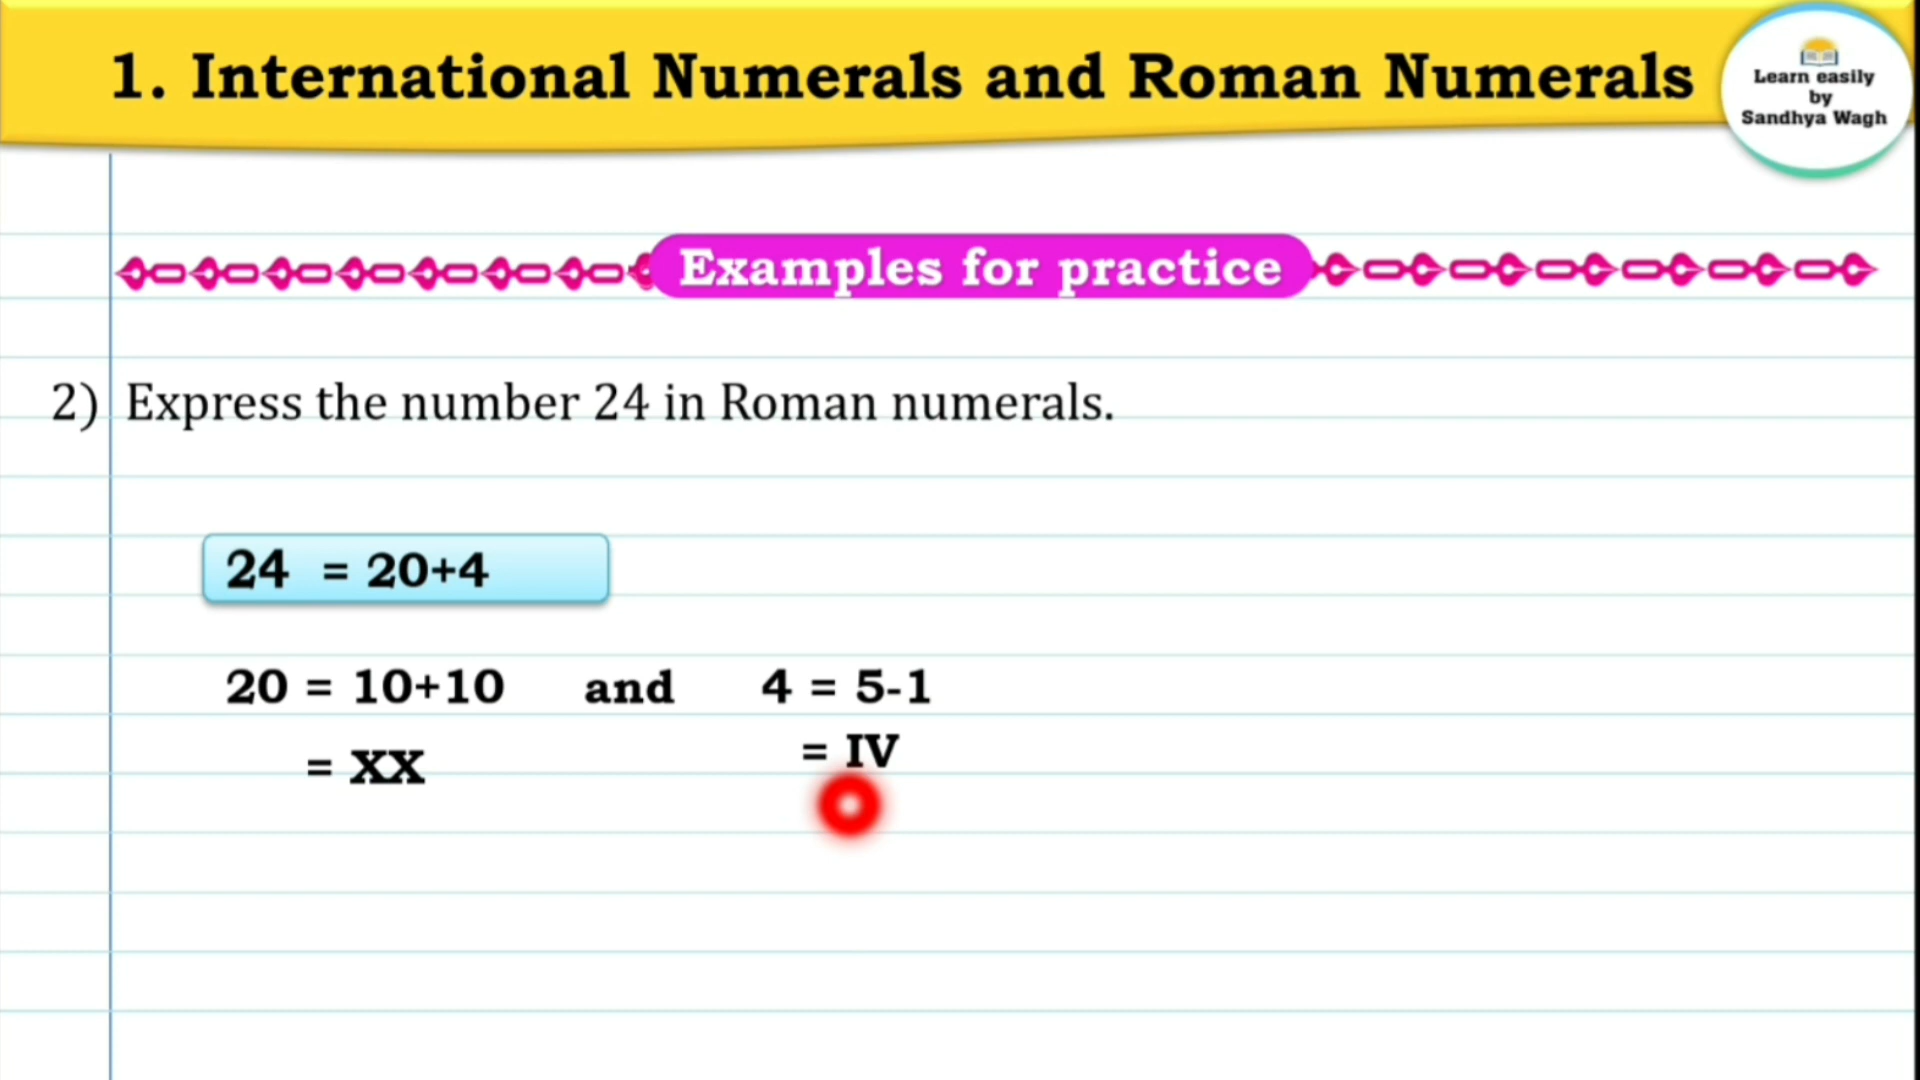 1. International Numerals and Roman Numerals
Learn easily
by
Sandhya Wagh
Examples for practice
2) Express the number 24 in Roman numerals.
24 = 20+4
20 = 10+10 and 4 = 5-1
= IV
= XX